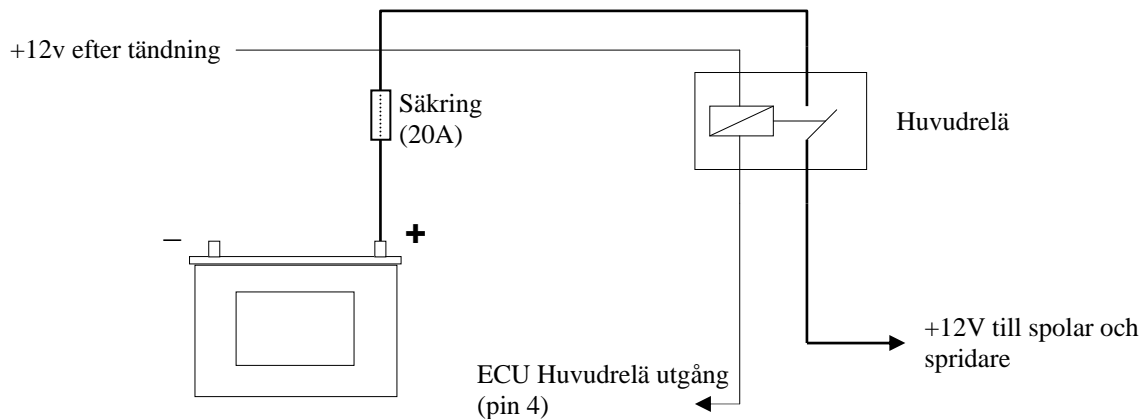 +12v efter tändning
Säkring
(20A)
Huvudrelä
– +
+12V till spolar och
spridare
ECU Huvudrelä utgång
(pin 4)